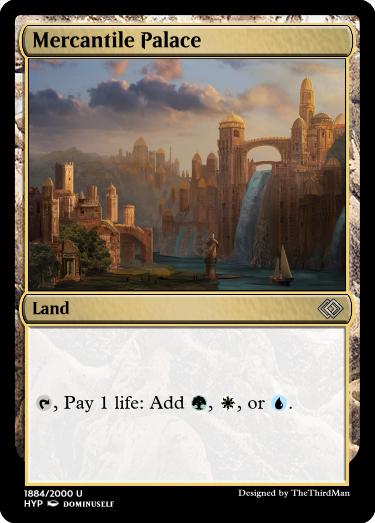 Mercantile Palace
Land
, Pay 1 life: Add , , or .
1884/2000 U
Designed by TheThirdMan
HYP DOMINUSELF